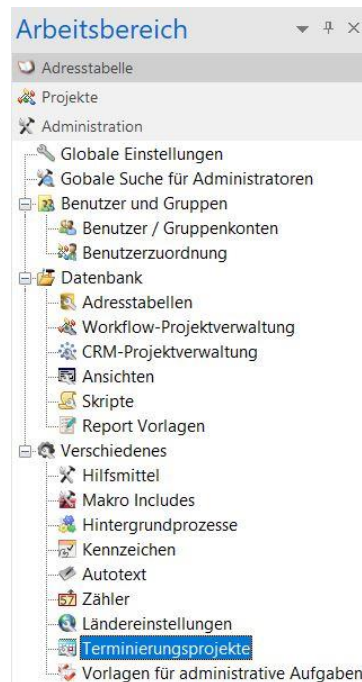 Arbeitsbereich
Adresstabelle
Projekte
Administration
Globale Einstellungen
Gobale Suche für Administratoren
Benutzer und Gruppen
Benutzer / Gruppenkonten
Benutzerzuordnung
Datenbank
Adresstabellen
Workflow-Projektverwaltung
CRM-Projektverwaltung
Ansichten
Skripte
Report Vorlagen
Verschiedenes
Hilfsmittel
Makro Includes
Hintergrundprozesse
Kennzeichen
Autotext
57 Zähler
Ländereinstellungen
Terminierungsprojekte
Vorlagen für administrative Aufgaben